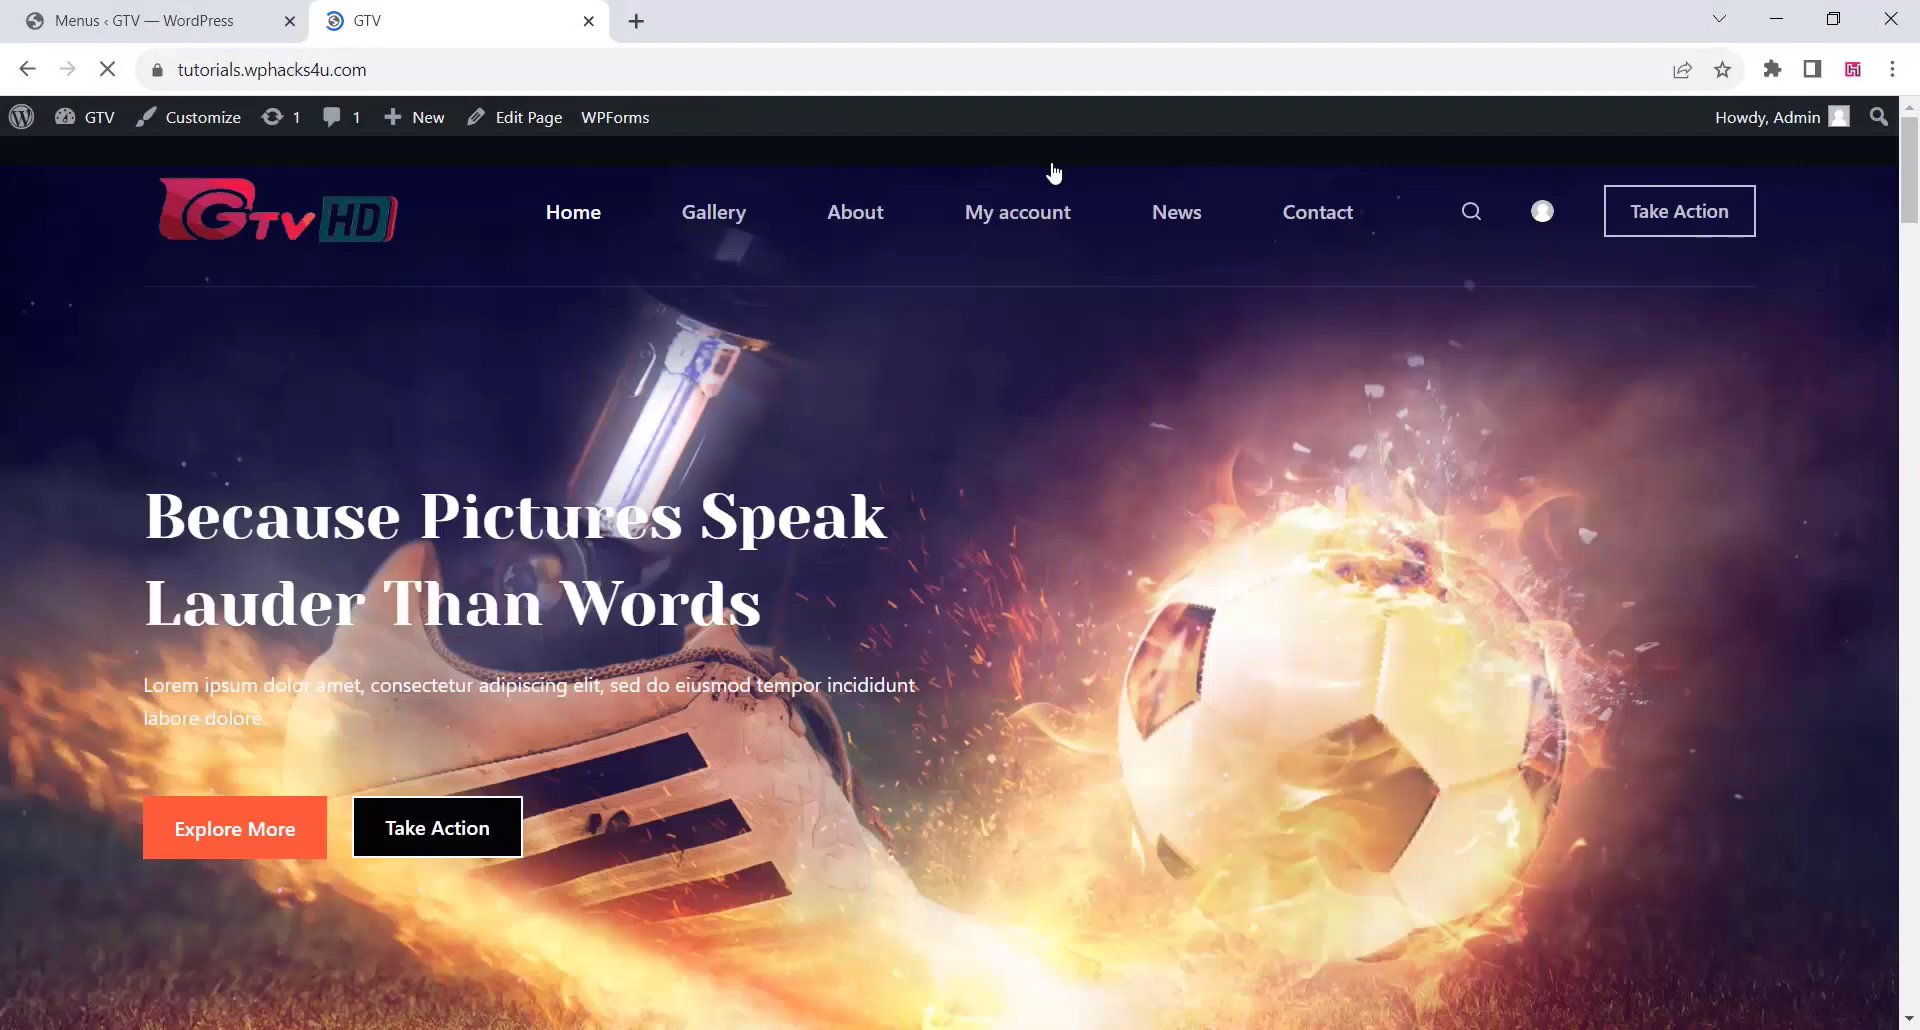 Menus ‹ GTV — WordPress
GTV
tutorials.wphacks4u.com
GTV
Customize
1
1
New
Edit Page
WPForms
Howdy, Admin
GTV HD
Home
Gallery
About
My account
News
Contact
Take Action
Because Pictures Speak
Lauder Than Words
Lorem ipsum dolor amet, consectetur adipiscing elit, sed do eiusmod tempor incididunt
labore dolore.
Explore More
Take Action